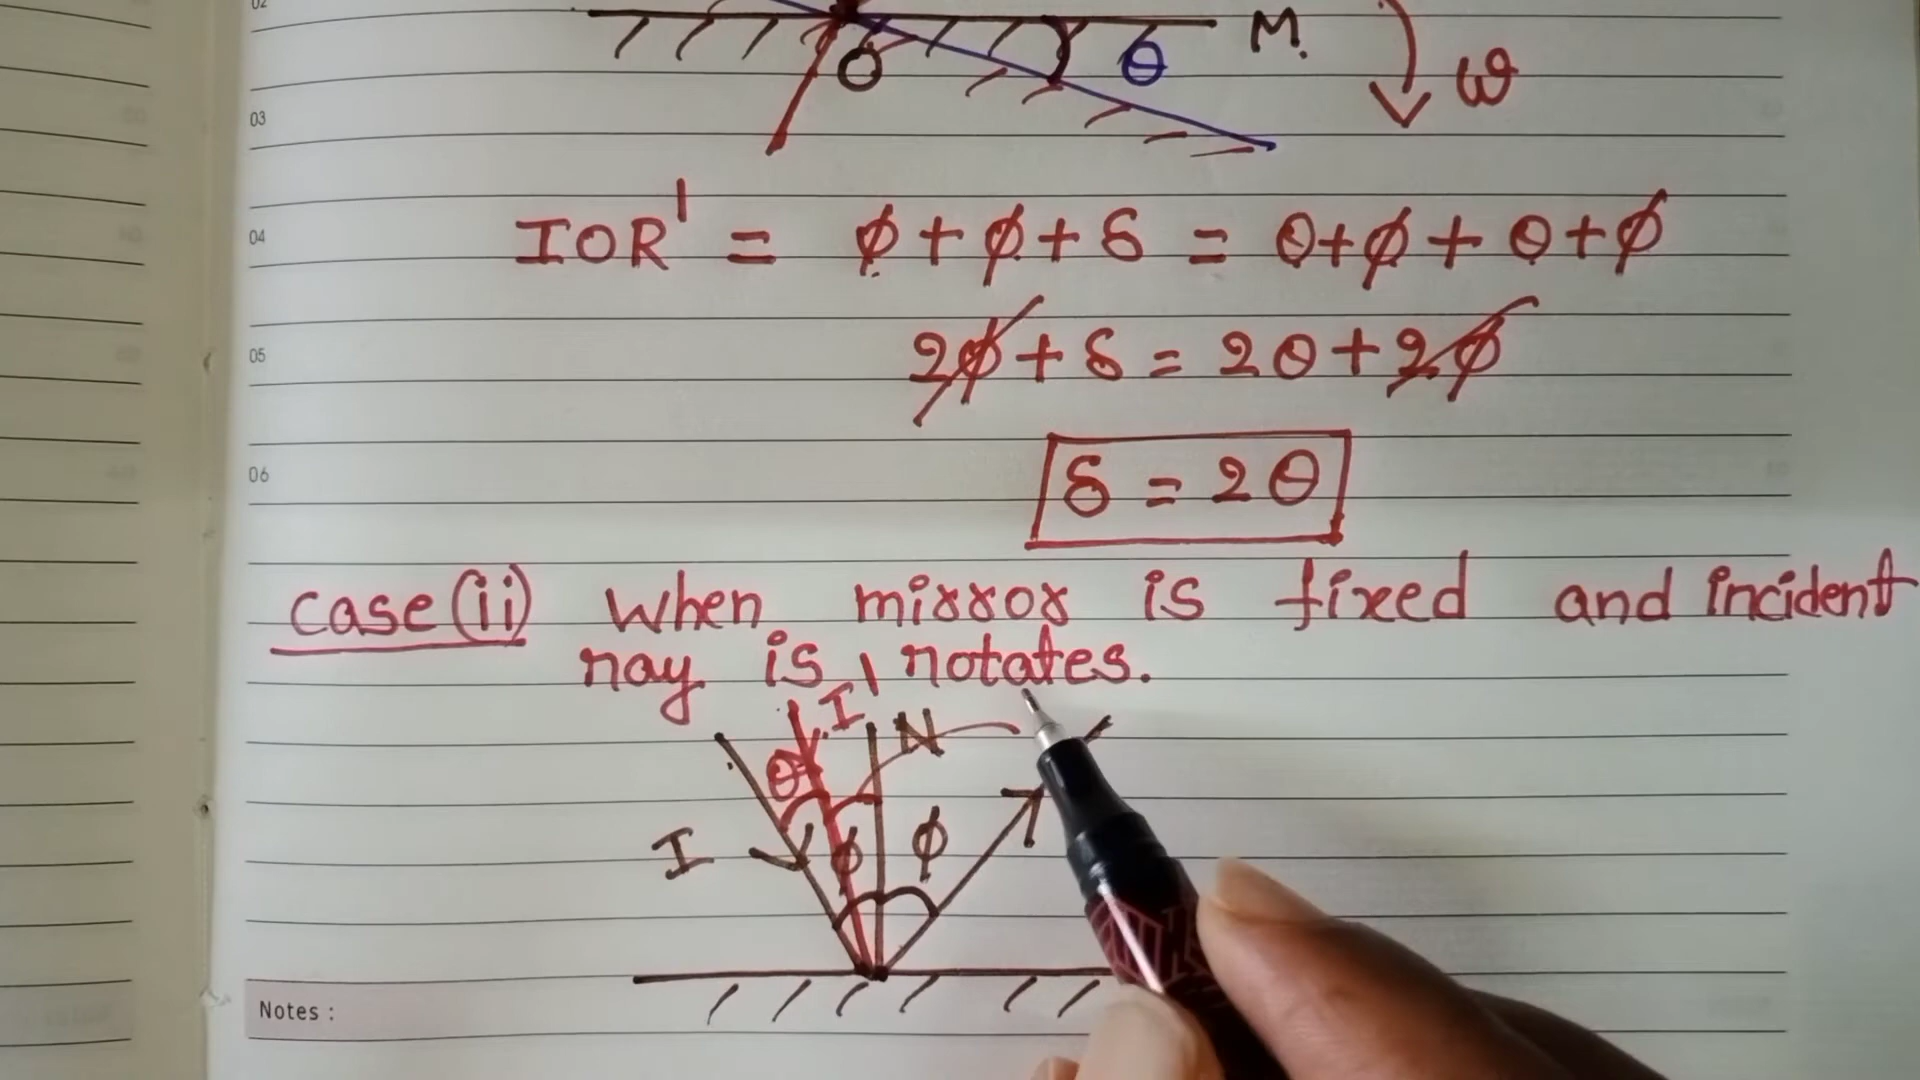 02
M.
O θ ω
03
04 IOR' = ϕ + ϕ + δ = θ + ϕ + θ + ϕ
05 2ϕ + δ = 2θ + 2ϕ
06 δ = 2θ
case (ii) when mirror is fixed and incident
ray is rotates.
I' N
θ
I ϕ ϕ
Notes :